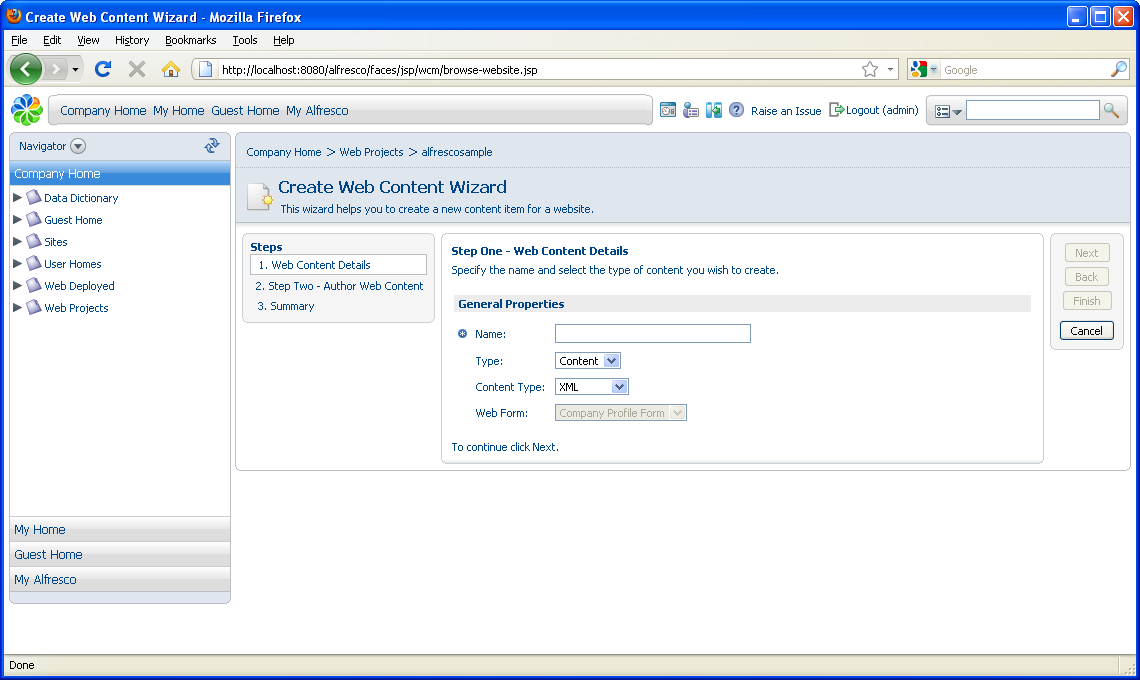 Create Web Content Wizard - Mozilla Firefox
File Edit View History Bookmarks Tools Help
http://localhost:8080/alfresco/faces/jsp/wcm/browse-website.jsp
Google
Company Home My Home Guest Home My Alfresco
Raise an Issue Logout (admin)
Navigator
Company Home
Data Dictionary
Guest Home
Sites
User Homes
Web Deployed
Web Projects
My Home
Guest Home
My Alfresco
Company Home > Web Projects > alfrescosample
Create Web Content Wizard
This wizard helps you to create a new content item for a website.
Steps
1. Web Content Details
2. Step Two - Author Web Content
3. Summary
Step One - Web Content Details
Specify the name and select the type of content you wish to create.
General Properties
Name:
Type: Content
Content Type: XML
Web Form: Company Profile Form
To continue click Next.
Next
Back
Finish
Cancel
Done